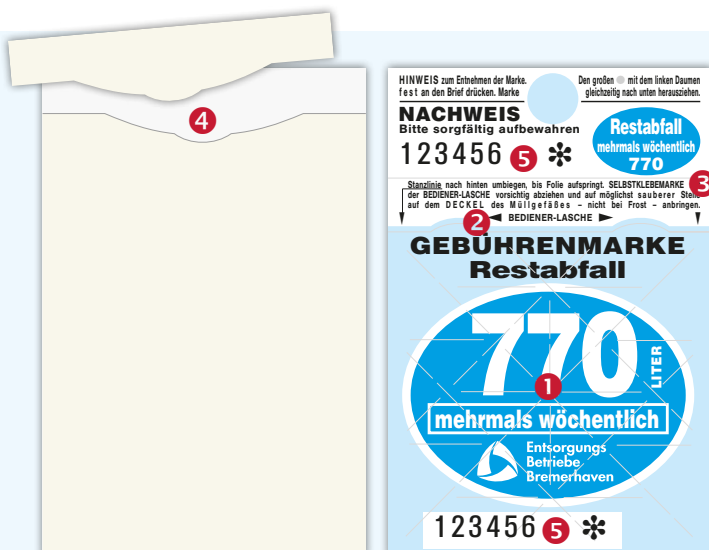 4
HINWEIS zum Entnehmen der Marke. Den großen mit dem linken Daumen
fest an den Brief drücken. Marke gleichzeitig nach unten herausziehen.
NACHWEIS
Bitte sorgfältig aufbewahren
123456 5 ✻
Restabfall
mehrmals wöchentlich
770
Stanzlinie nach hinten umbiegen, bis Folie aufspringt. SELBSTKLEBEMARKE 3
der BEDIENER-LASCHE vorsichtig abziehen und auf möglichst sauberer Stelle
auf dem DECKEL des Müllgefäßes – nicht bei Frost – anbringen.
2 ◄ BEDIENER-LASCHE ►
GEBÜHRENMARKE
Restabfall
770
LITER
1
mehrmals wöchentlich
Entsorgungs
Betriebe
Bremerhaven
123456 5 ✻